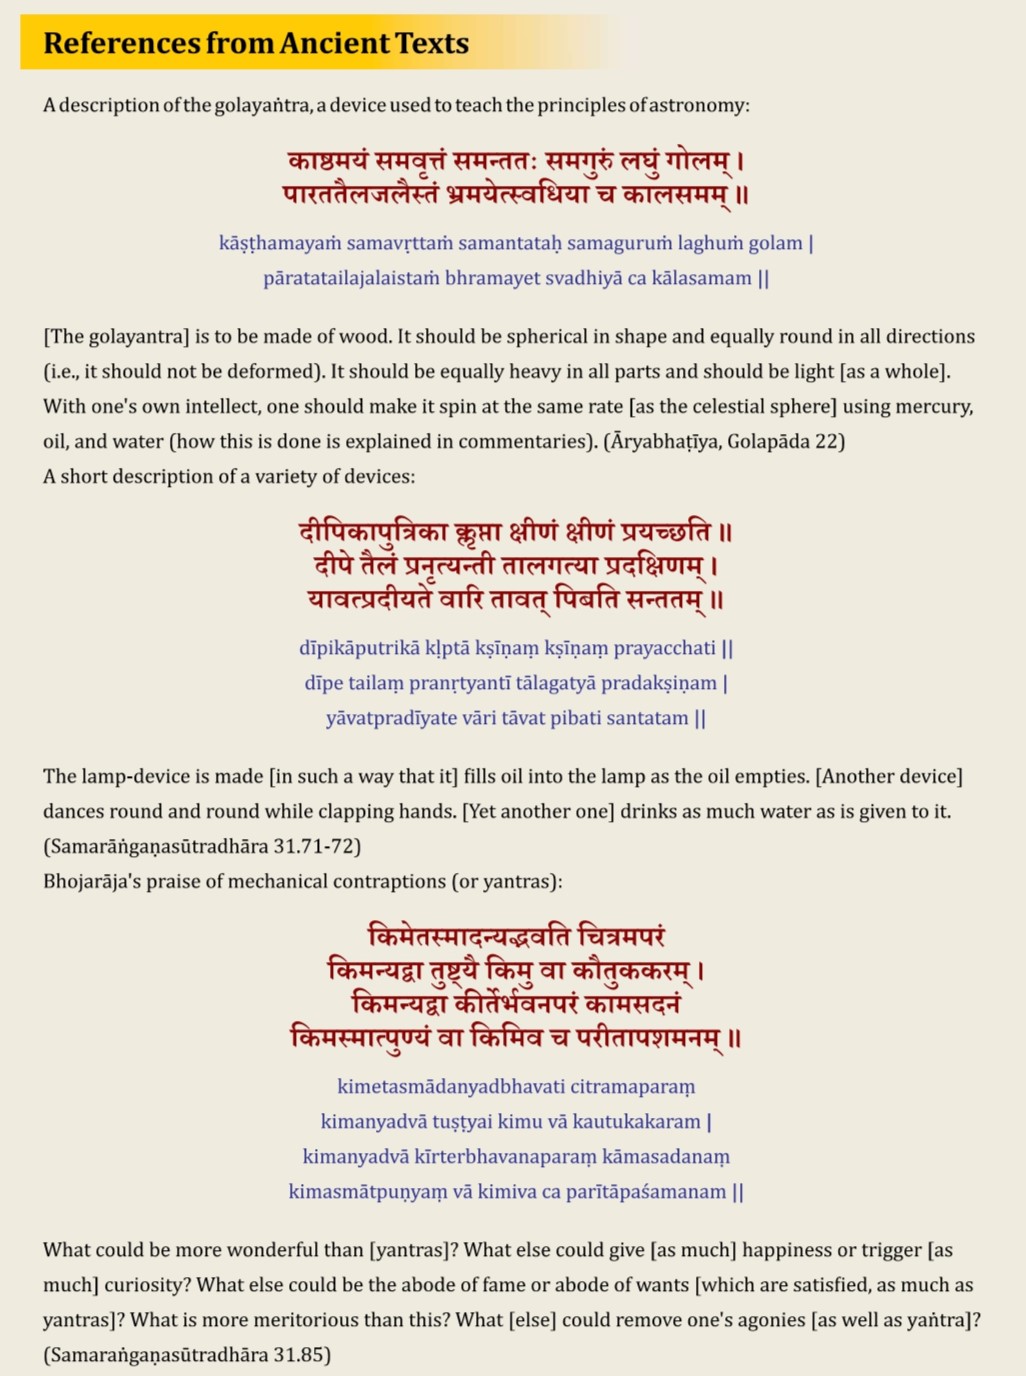 References from Ancient Texts
A description of the golayaṅtra, a device used to teach the principles of astronomy:
काष्ठमयं समवृत्तं समन्ततः समगुरुं लघुं गोलम् ।
पारततैलजलैस्तं भ्रमयेत्स्वधिया च कालसमम् ॥
kāṣṭhamayaṁ samavṛttaṁ samantataḥ samaguruṁ laghuṁ golam |
pāratatailajalaistaṁ bhramayet svadhiyā ca kālasamam ||
[The golayantra] is to be made of wood. It should be spherical in shape and equally round in all directions
(i.e., it should not be deformed). It should be equally heavy in all parts and should be light [as a whole].
With one's own intellect, one should make it spin at the same rate [as the celestial sphere] using mercury,
oil, and water (how this is done is explained in commentaries). (Āryabhaṭīya, Golapāda 22)
A short description of a variety of devices:
दीपिकापुत्रिका कॢप्ता क्षीणं क्षीणं प्रयच्छति ॥
दीपे तैलं प्रनृत्यन्ती तालगत्या प्रदक्षिणम् ।
यावत्प्रदीयते वारि तावत् पिबति सन्ततम् ॥
dīpikāputrikā kḷptā kṣīṇaṃ kṣīṇaṃ prayacchati ||
dīpe tailaṃ pranṛtyantī tālagatyā pradakṣiṇam |
yāvatpradīyate vāri tāvat pibati santatam ||
The lamp-device is made [in such a way that it] fills oil into the lamp as the oil empties. [Another device]
dances round and round while clapping hands. [Yet another one] drinks as much water as is given to it.
(Samarāṅgaṇasūtradhāra 31.71-72)
Bhojarāja's praise of mechanical contraptions (or yantras):
किमेतस्मादन्यद्भवति चित्रमपरं
किमन्यद्वा तुष्ट्यै किमु वा कौतुककरम् ।
किमन्यद्वा कीर्तेर्भवनपरं कामसदनं
किमस्मात्पुण्यं वा किमिव च परीतापशमनम् ॥
kimetasmādanyadbhavati citramaparaṃ
kimanyadvā tuṣṭyai kimu vā kautukakaram |
kimanyadvā kīrterbhavanaparaṃ kāmasadanaṃ
kimasmātpuṇyaṃ vā kimiva ca parītāpaśamanam ||
What could be more wonderful than [yantras]? What else could give [as much] happiness or trigger [as
much] curiosity? What else could be the abode of fame or abode of wants [which are satisfied, as much as
yantras]? What is more meritorious than this? What [else] could remove one's agonies [as well as yaṅtra]?
(Samaraṅgaṇasūtradhāra 31.85)